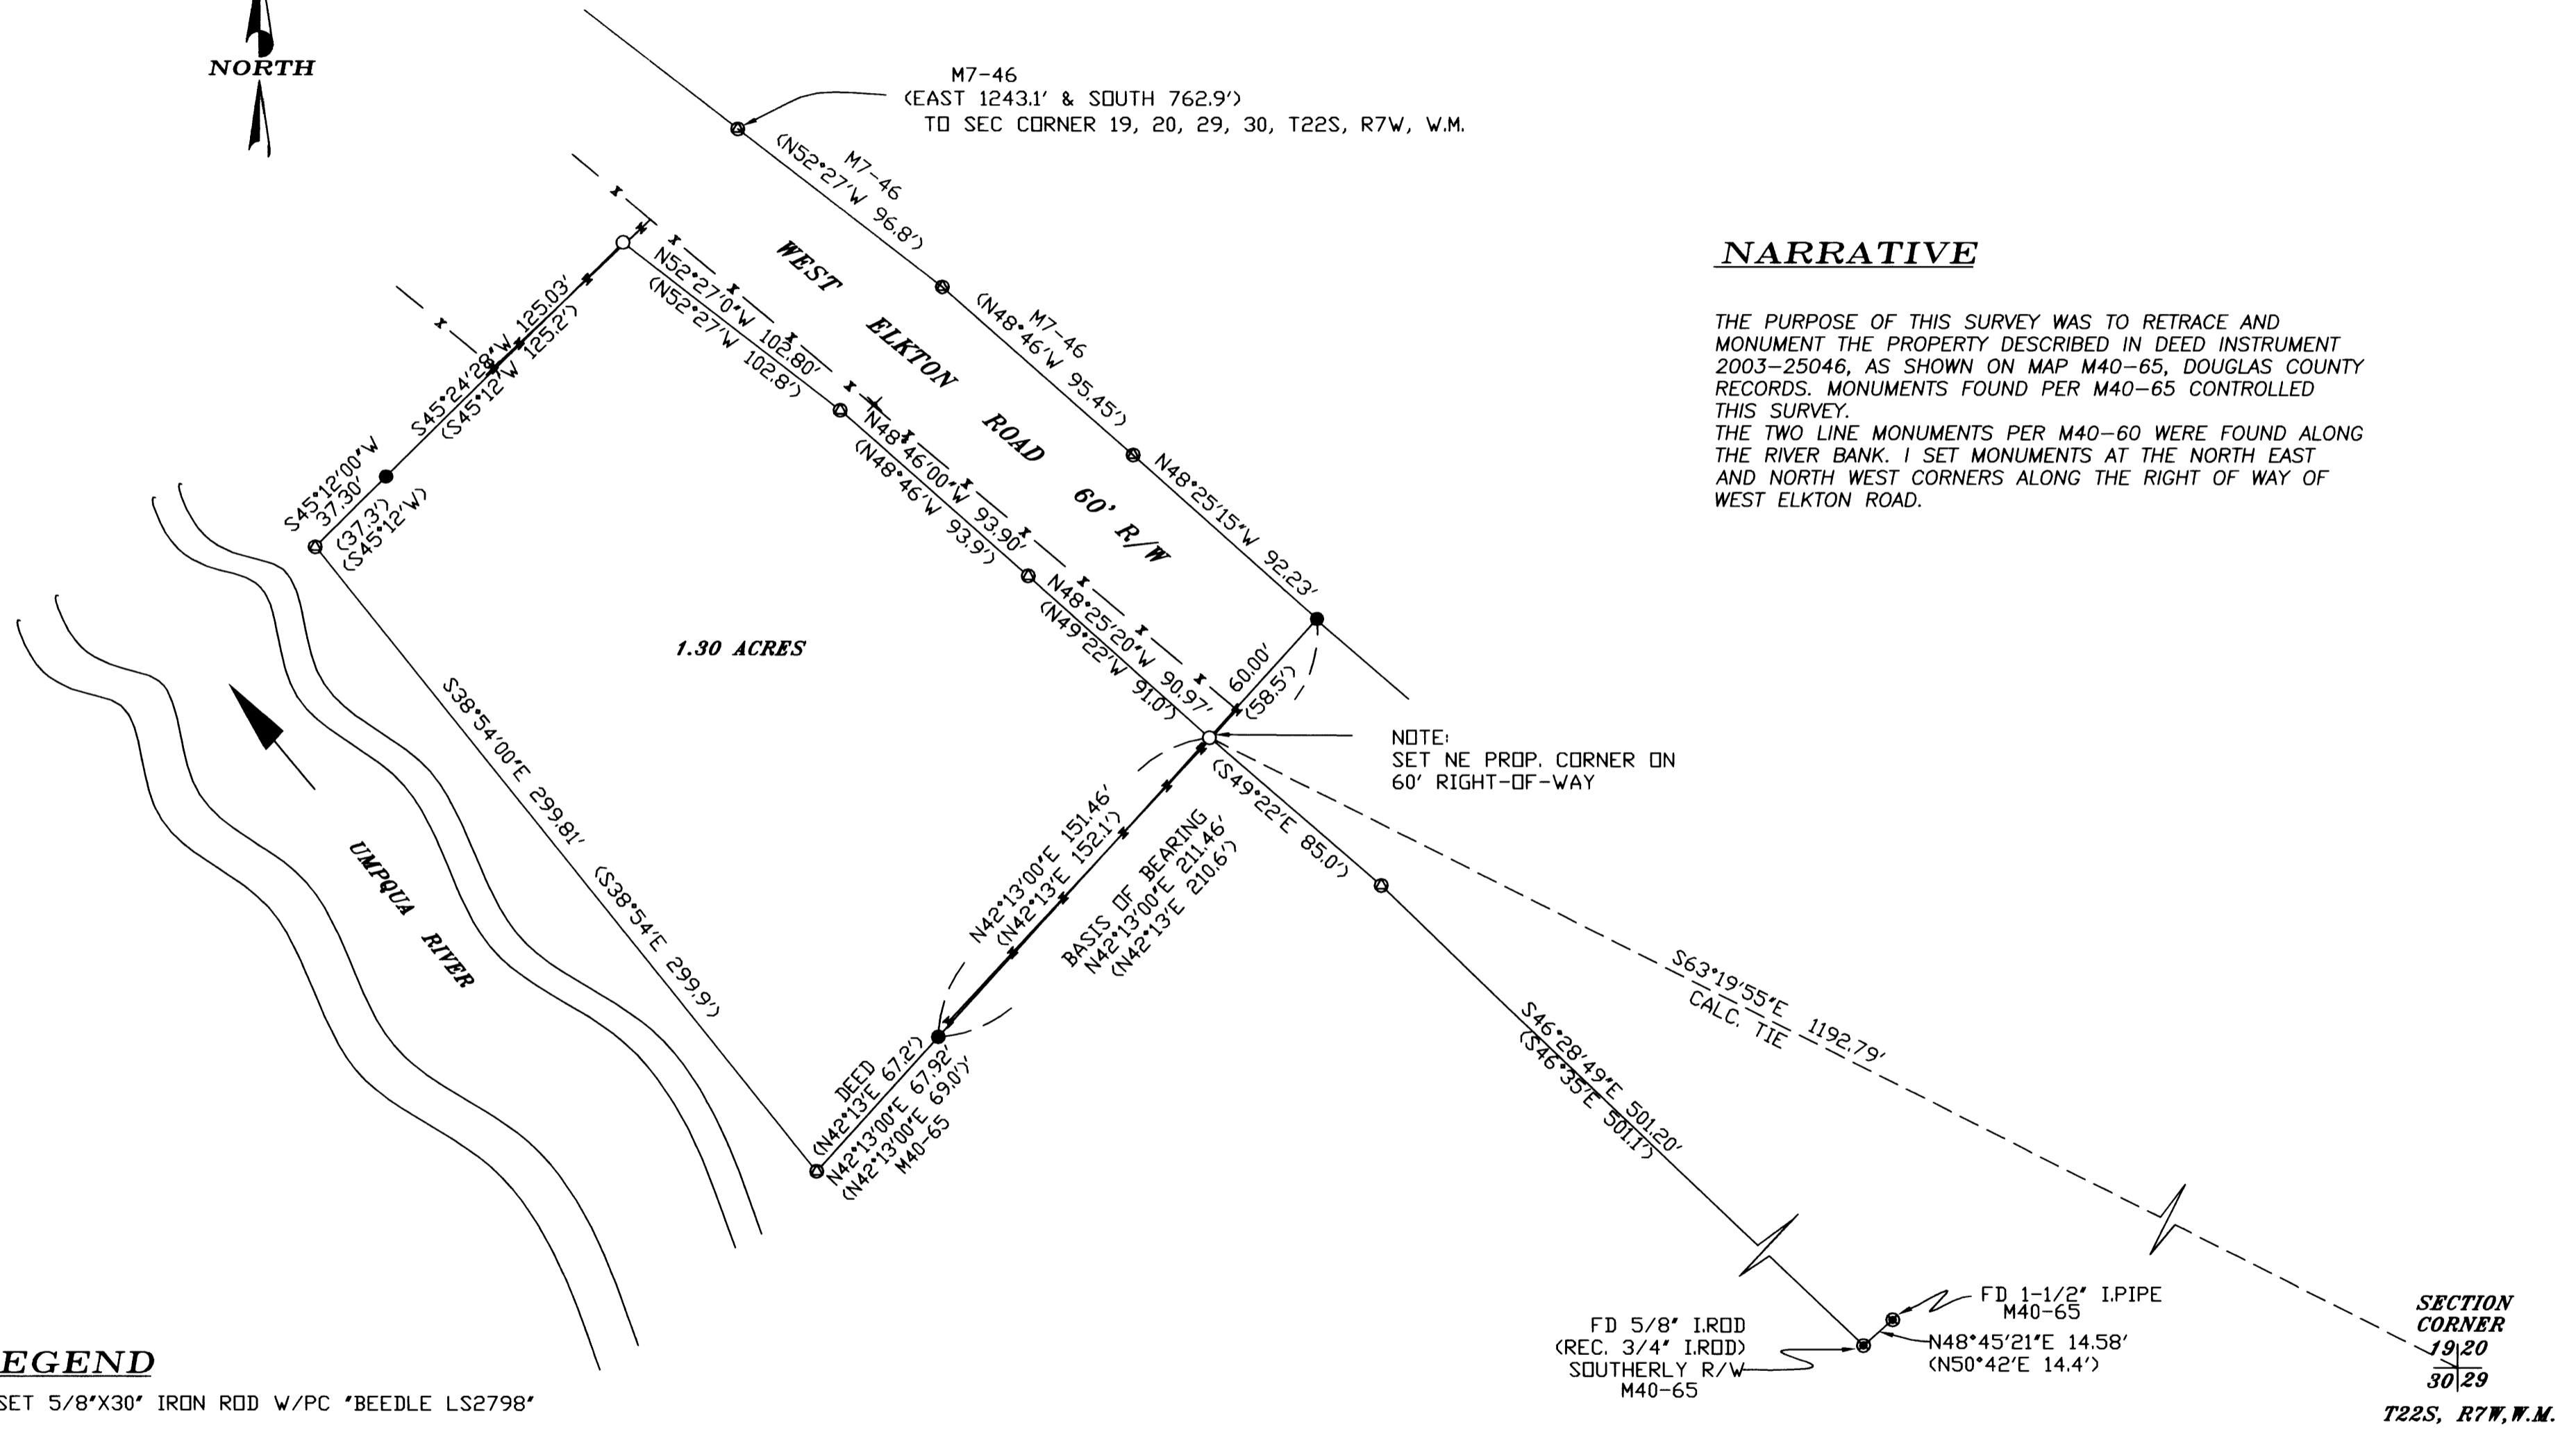 NORTH
M7-46
(EAST 1243.1' & SOUTH 762.9')
TO SEC CORNER 19, 20, 29, 30, T22S, R7W, W.M.
M7-46
(N52°27'W 96.8')
M7-46
(N48°46'W 95.45')
N48°25'15"W 92.23'
WEST ELKTON ROAD 60' R/W
N52°27'0"W 102.80'
(N52°27'W 102.8')
N48°46'00"W 93.90'
(N48°46'W 93.9')
N48°25'20"W 90.97'
(N49°22'W 91.0')
S45°24'28"W 125.03'
(S45°12'W 125.2')
S45°12'00"W
37.30'
(37.3')
(S45°12'W)
1.30 ACRES
60.00'
(58.5')
NOTE:
SET NE PROP. CORNER ON
60' RIGHT-OF-WAY
S38°54'00"E 299.81' (S38°54'E 299.9')
UMPQUA RIVER
N42°13'00"E 151.46'
(N42°13'E 152.1')
BASIS OF BEARING
N42°13'00"E 211.46'
(N42°13'E 210.6')
(S49°22'E 85.0')
DEED
(N42°13'E 67.2')
N42°13'00"E 67.92'
(N42°13'00"E 69.0')
M40-65
S46°28'49"E 501.20'
(S46°35'E 501.1')
S63°19'55"E 1192.79'
CALC. TIE
NARRATIVE
THE PURPOSE OF THIS SURVEY WAS TO RETRACE AND
MONUMENT THE PROPERTY DESCRIBED IN DEED INSTRUMENT
2003-25046, AS SHOWN ON MAP M40-65, DOUGLAS COUNTY
RECORDS. MONUMENTS FOUND PER M40-65 CONTROLLED
THIS SURVEY.
THE TWO LINE MONUMENTS PER M40-60 WERE FOUND ALONG
THE RIVER BANK. I SET MONUMENTS AT THE NORTH EAST
AND NORTH WEST CORNERS ALONG THE RIGHT OF WAY OF
WEST ELKTON ROAD.
FD 1-1/2" I.PIPE
M40-65
N48°45'21"E 14.58'
(N50°42'E 14.4')
FD 5/8" I.ROD
(REC. 3/4" I.ROD)
SOUTHERLY R/W
M40-65
SECTION
CORNER
19 20
30 29
T22S, R7W, W.M.
EGEND
SET 5/8"X30" IRON ROD W/PC "BEEDLE LS2798"